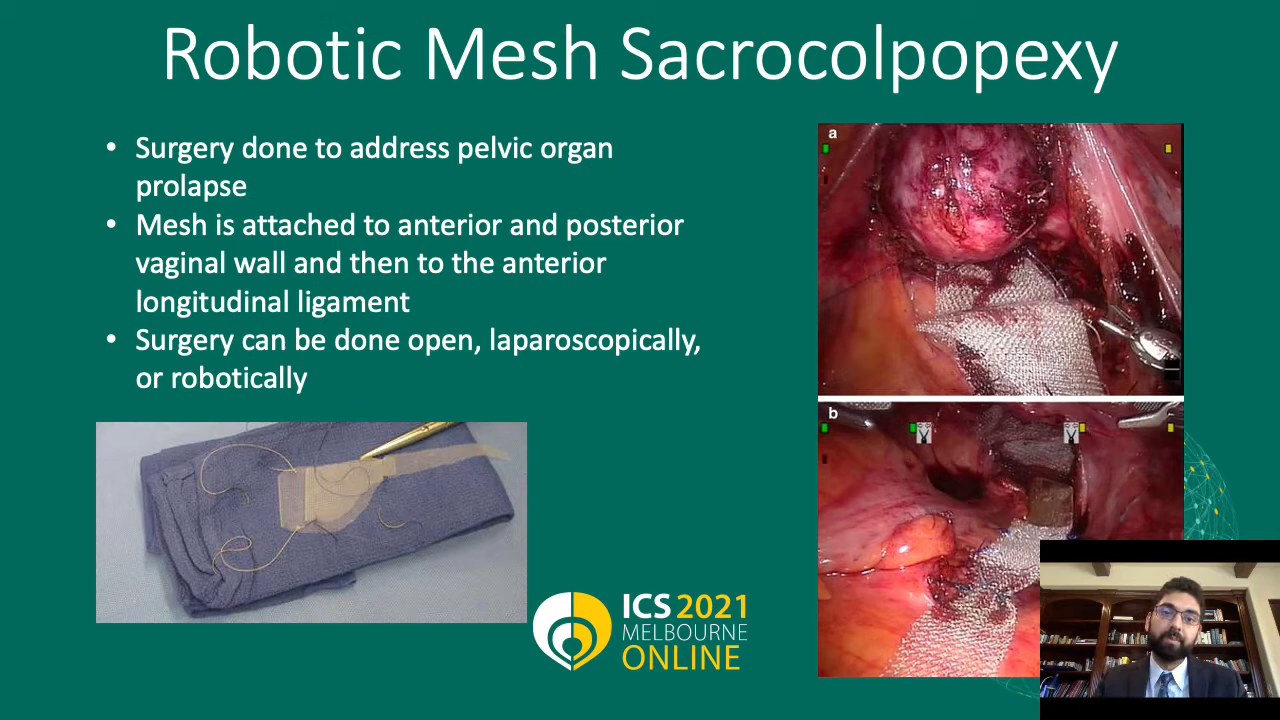 Robotic Mesh Sacrocolpopexy
• Surgery done to address pelvic organ
prolapse
• Mesh is attached to anterior and posterior
vaginal wall and then to the anterior
longitudinal ligament
• Surgery can be done open, laparoscopically,
or robotically
a
b
ICS 2021
MELBOURNE
ONLINE